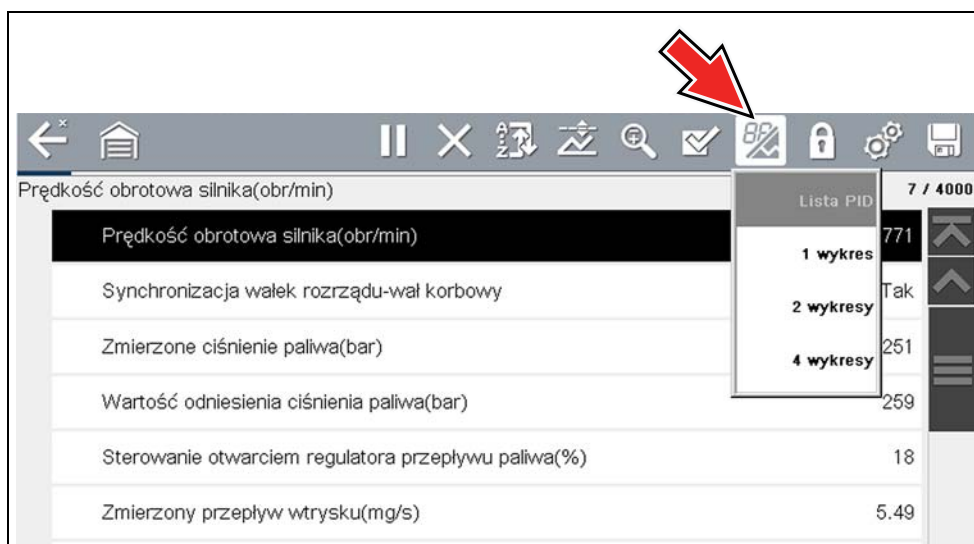 Prędkość obrotowa silnika(obr/min) 7 / 4000
Prędkość obrotowa silnika(obr/min) 771
Synchronizacja wałek rozrządu-wał korbowy Tak
Zmierzone ciśnienie paliwa(bar) 251
Wartość odniesienia ciśnienia paliwa(bar) 259
Sterowanie otwarciem regulatora przepływu paliwa(%) 18
Zmierzony przepływ wtrysku(mg/s) 5.49
Lista PID
1 wykres
2 wykresy
4 wykresy